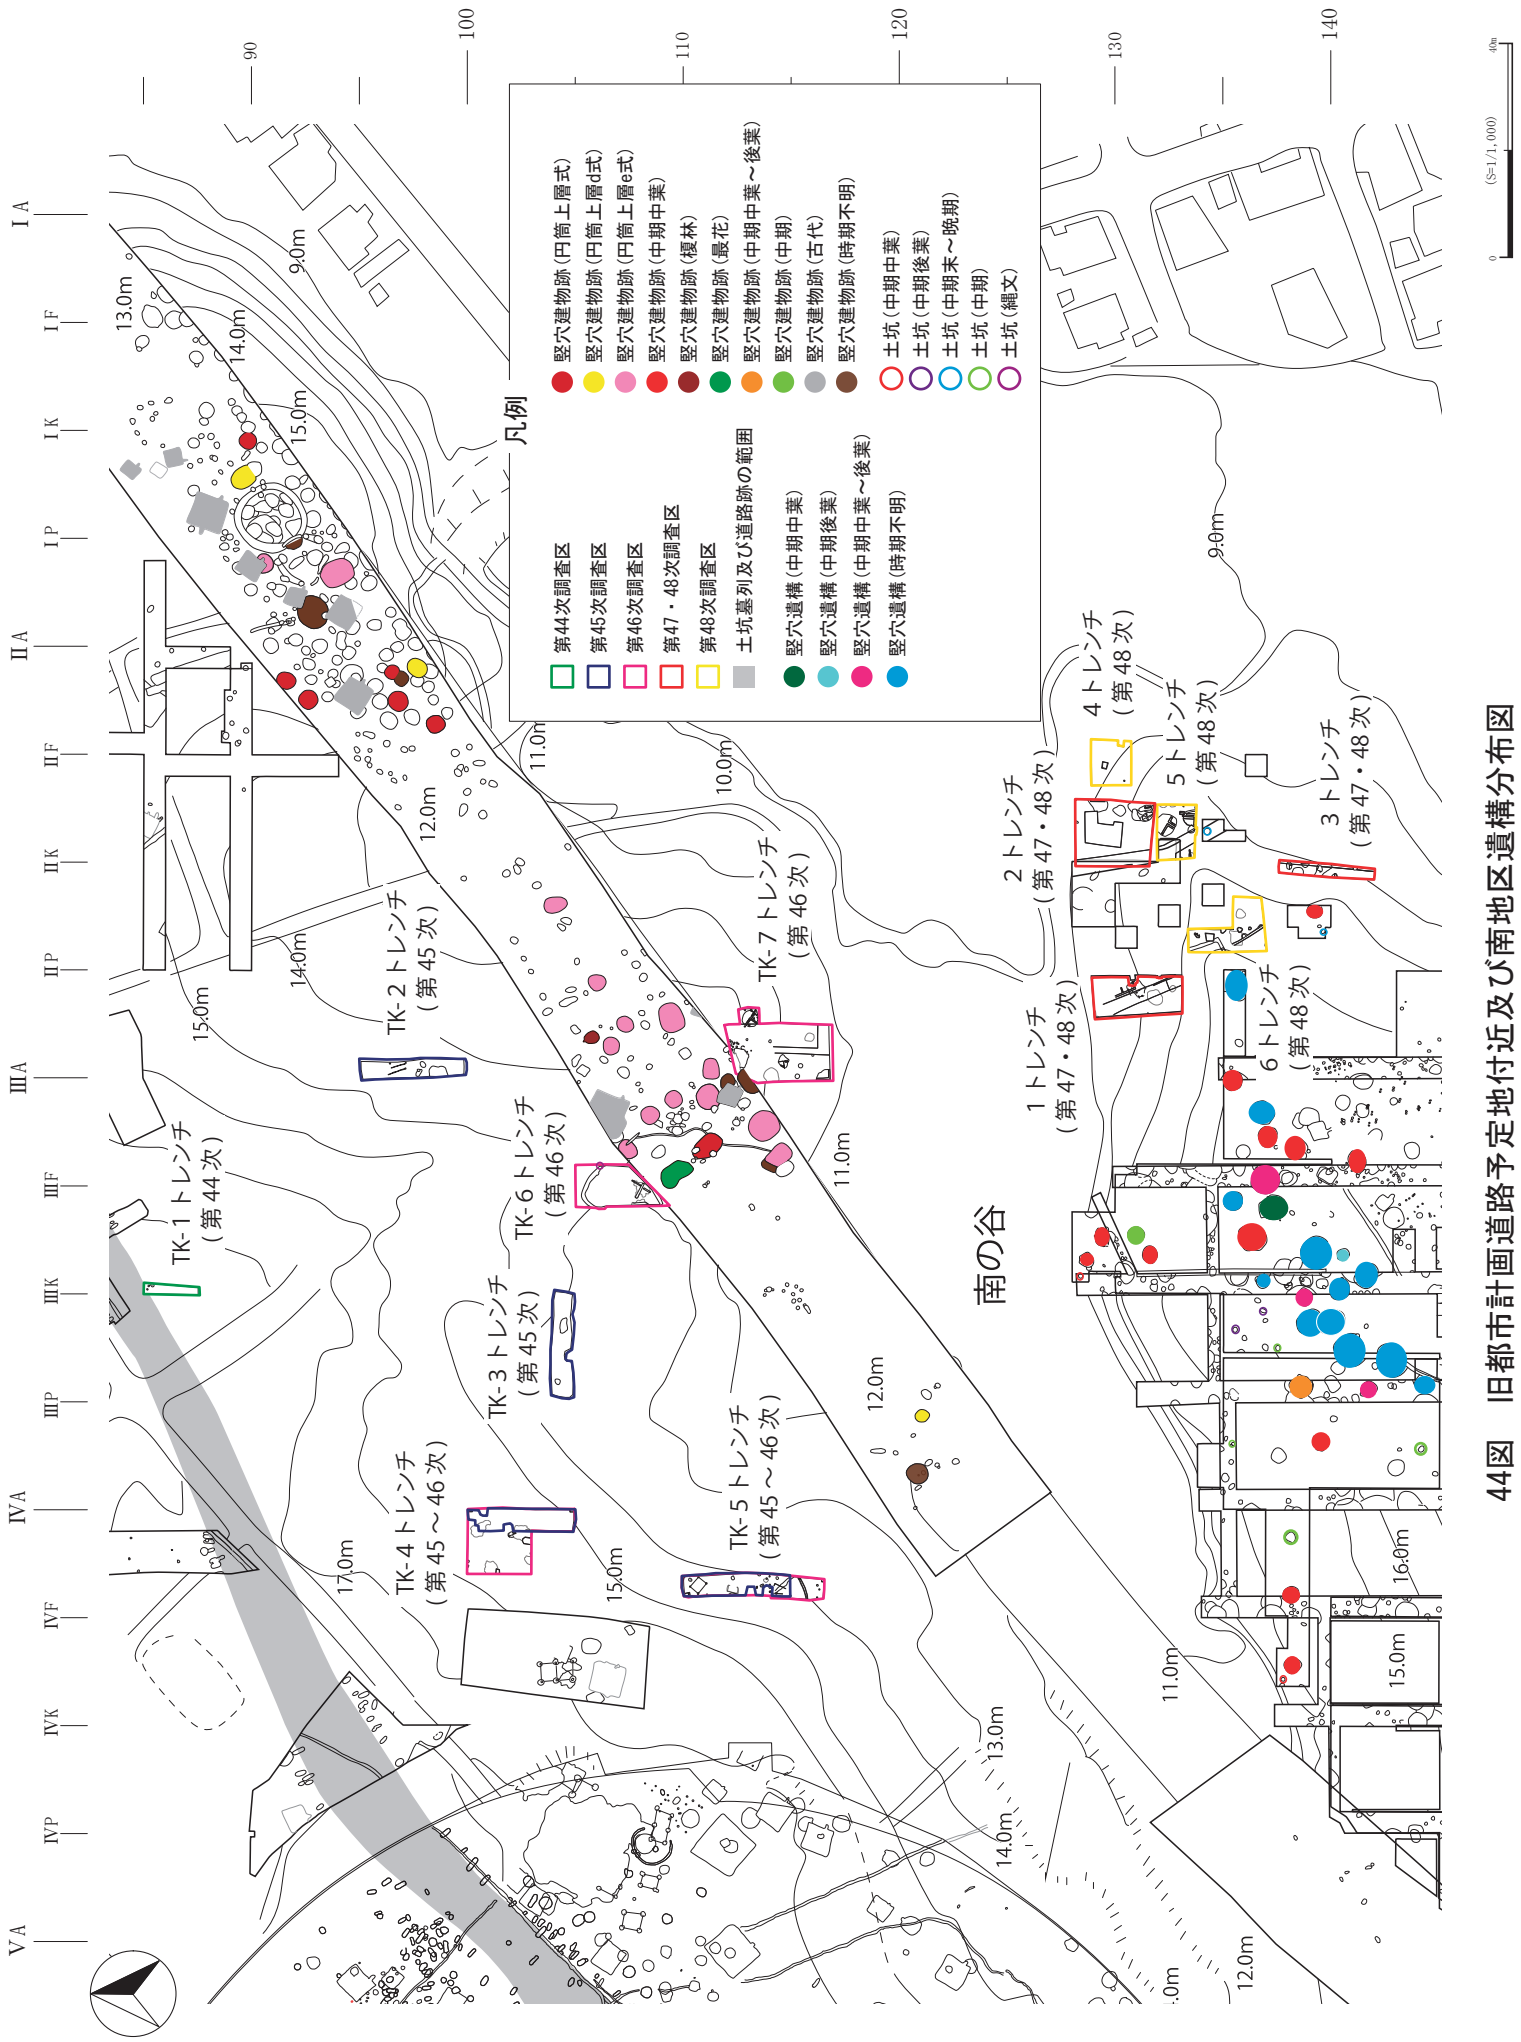 44図　旧都市計画道路予定地付近及び南地区遺構分布図
VA
ⅣP
ⅣK
ⅣF
ⅣA
ⅢP
ⅢK
ⅢF
ⅢA
ⅡP
ⅡK
ⅡF
ⅡA
ⅠP
ⅠK
ⅠF
ⅠA
90
100
110
120
130
140
凡例
第44次調査区
第45次調査区
第46次調査区
第47・48次調査区
第48次調査区
土坑墓列及び道路跡の範囲
竪穴遺構（中期中葉）
竪穴遺構（中期後葉）
竪穴遺構（中期中葉～後葉）
竪穴遺構（時期不明）
竪穴建物跡（円筒上層式）
竪穴建物跡（円筒上層d式）
竪穴建物跡（円筒上層e式）
竪穴建物跡（中期中葉）
竪穴建物跡（榎林）
竪穴建物跡（最花）
竪穴建物跡（中期中葉～後葉）
竪穴建物跡（中期）
竪穴建物跡（古代）
竪穴建物跡（時期不明）
土坑（中期中葉）
土坑（中期後葉）
土坑（中期末～晩期）
土坑（中期）
土坑（縄文）
TK-1トレンチ
(第44次)
TK-2トレンチ
(第45次)
TK-3トレンチ
(第45次)
TK-4トレンチ
(第45～46次)
TK-5トレンチ
(第45～46次)
TK-6トレンチ
(第46次)
TK-7トレンチ
(第46次)
1トレンチ
(第47・48次)
2トレンチ
(第47・48次)
3トレンチ
(第47・48次)
4トレンチ
(第48次)
5トレンチ
(第48次)
6トレンチ
(第48次)
南の谷
13.0m
14.0m
15.0m
9.0m
12.0m
11.0m
10.0m
9.0m
15.0m
14.0m
11.0m
12.0m
17.0m
15.0m
13.0m
14.0m
11.0m
16.0m
15.0m
12.0m
.0m
0
(S=1/1,000)
40m